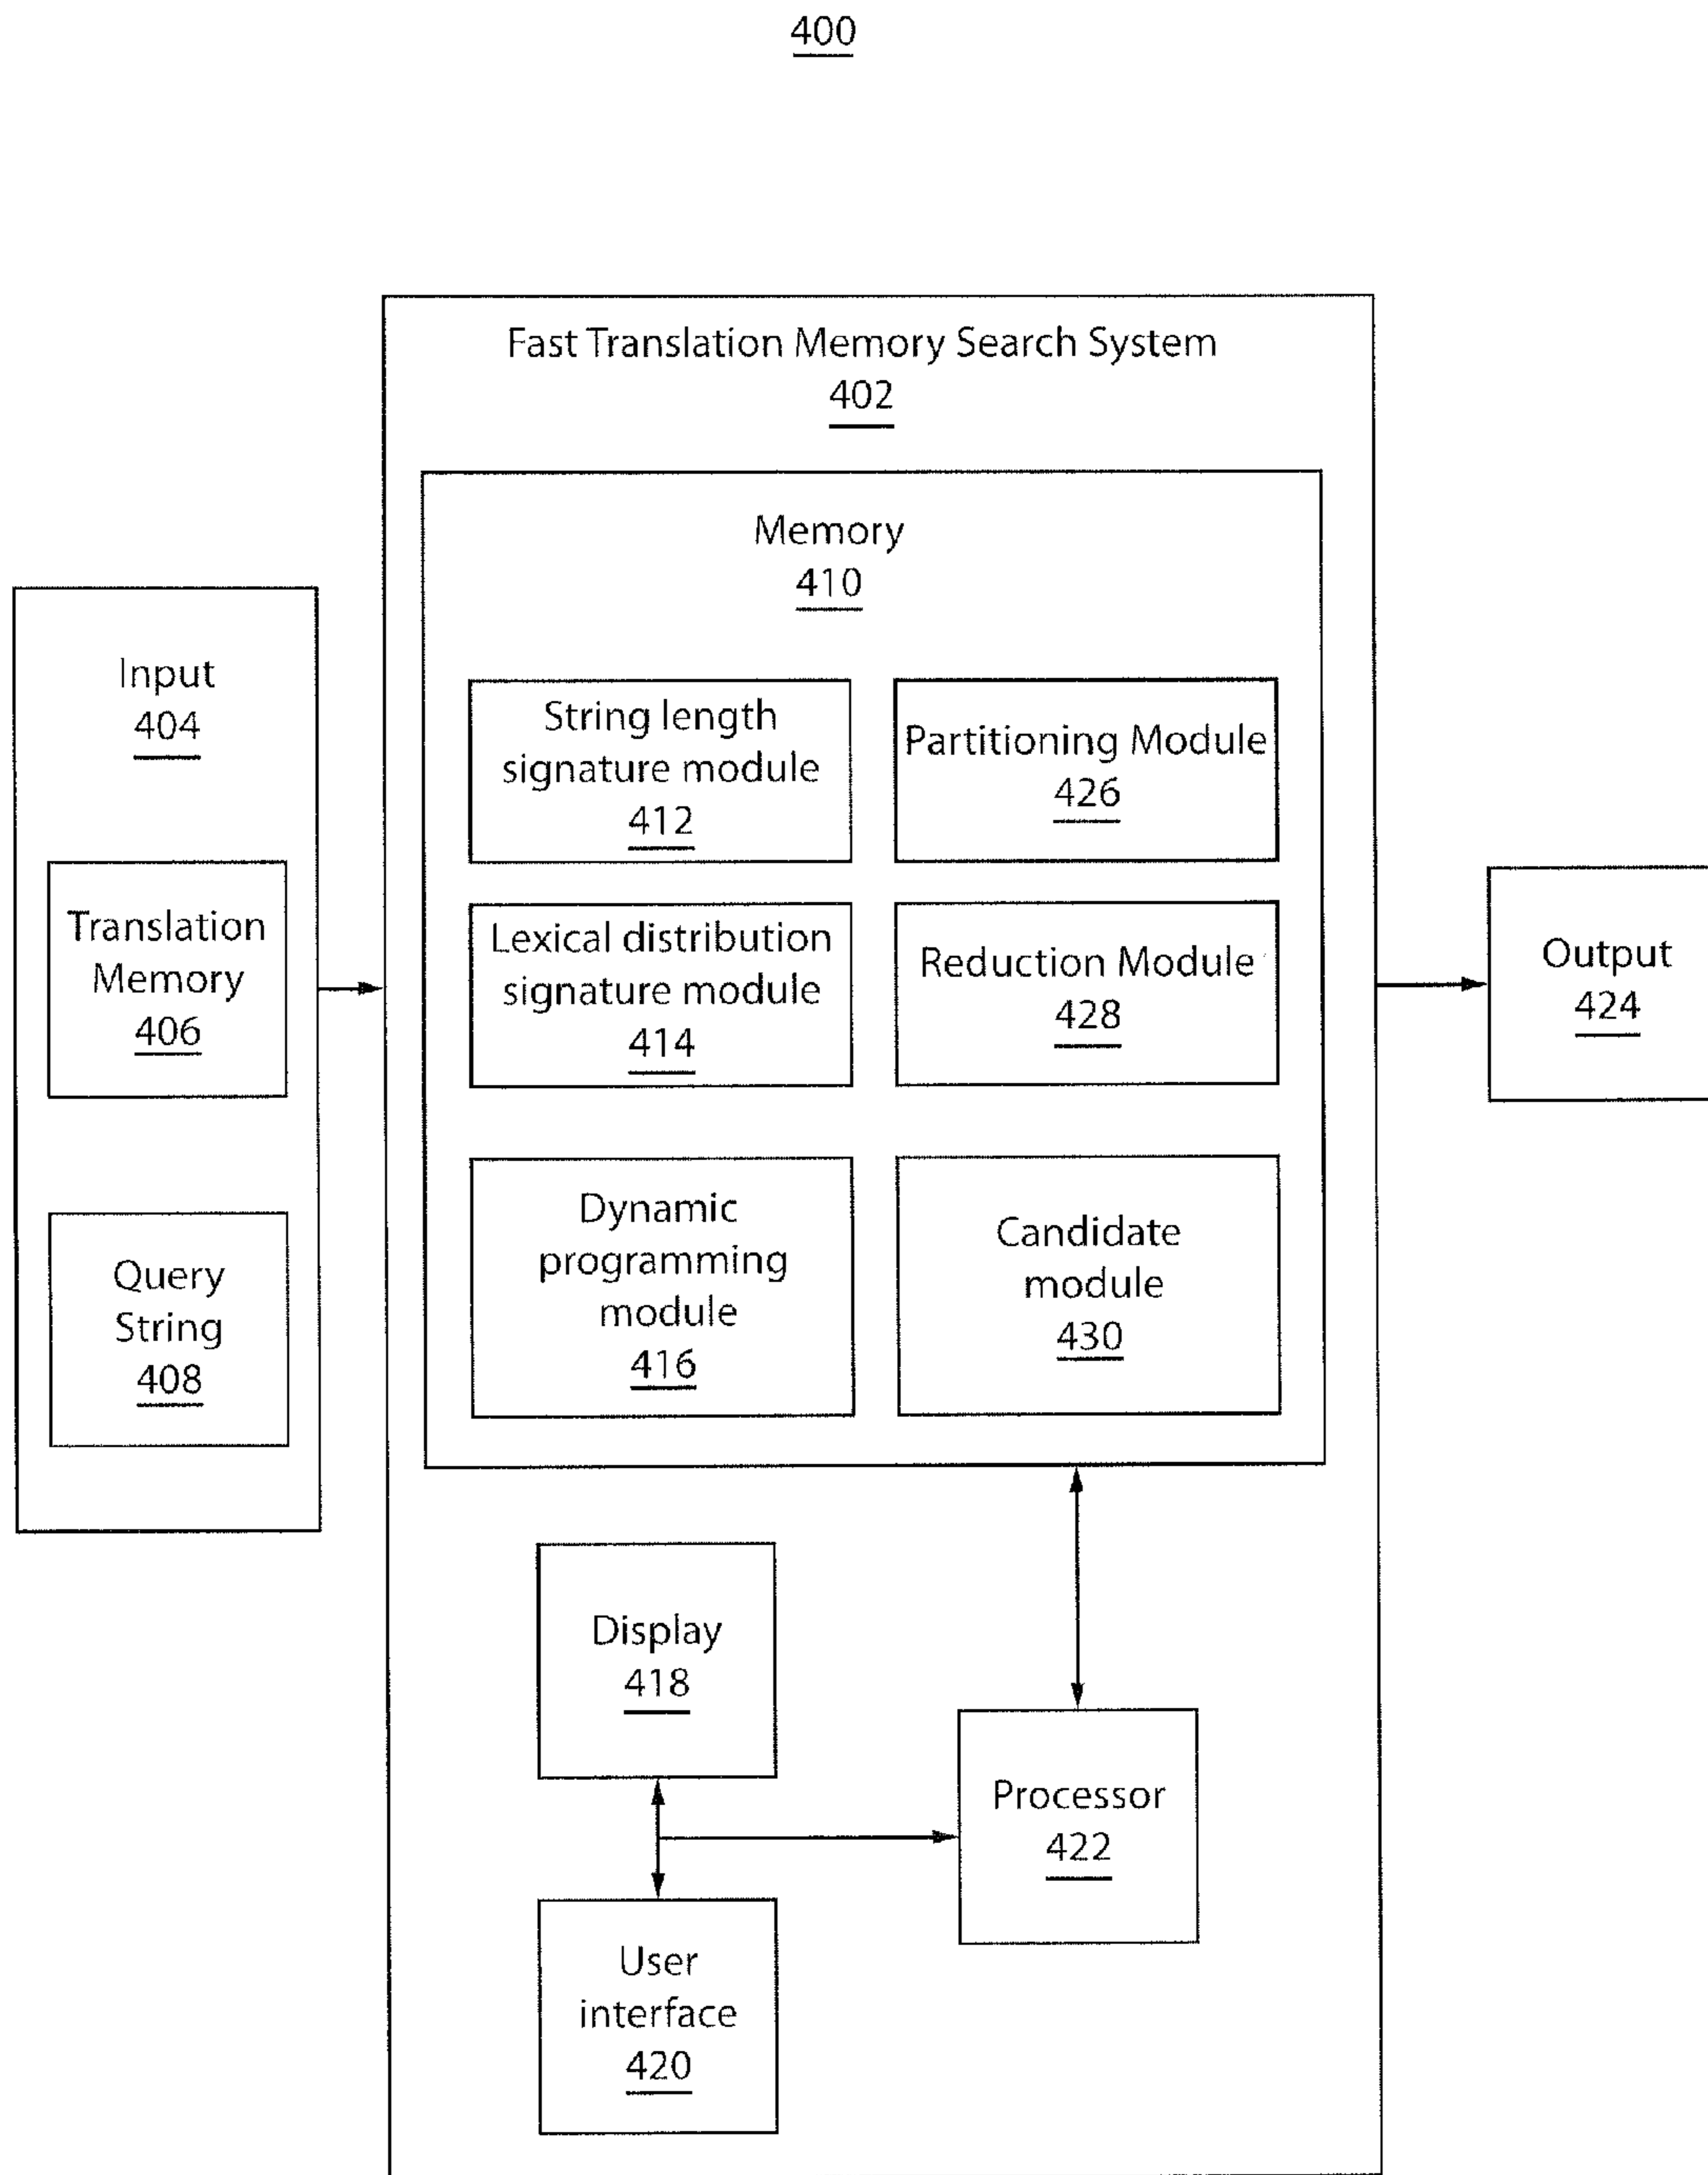 400
Fast Translation Memory Search System
402
Memory
410
Input
404
Translation
Memory
406
Query
String
408
String length
signature module
412
Partitioning Module
426
Lexical distribution
signature module
414
Reduction Module
428
Dynamic
programming
module
416
Candidate
module
430
Output
424
Display
418
Processor
422
User
interface
420